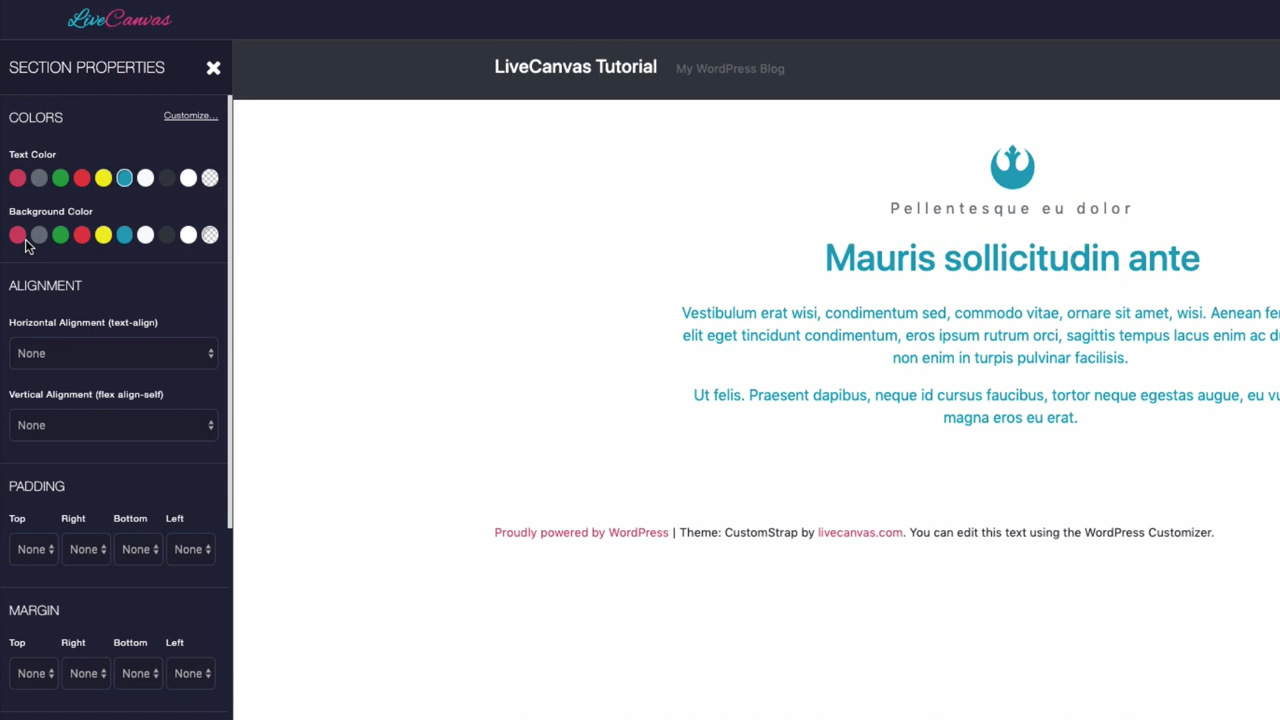 LiveCanvas
SECTION PROPERTIES
COLORS
Customize...
Text Color
Background Color
ALIGNMENT
Horizontal Alignment (text-align)
None
Vertical Alignment (flex align-self)
None
PADDING
Top Right Bottom Left
None None None None
MARGIN
Top Right Bottom Left
None None None None
LiveCanvas Tutorial My WordPress Blog
Pellentesque eu dolor
Mauris sollicitudin ante
Vestibulum erat wisi, condimentum sed, commodo vitae, ornare sit amet, wisi. Aenean
elit eget tincidunt condimentum, eros ipsum rutrum orci, sagittis tempus lacus enim ac
non enim in turpis pulvinar facilisis.
Ut felis. Praesent dapibus, neque id cursus faucibus, tortor neque egestas augue, eu
magna eros eu erat.
Proudly powered by WordPress | Theme: CustomStrap by livecanvas.com. You can edit this text using the WordPress Customizer.